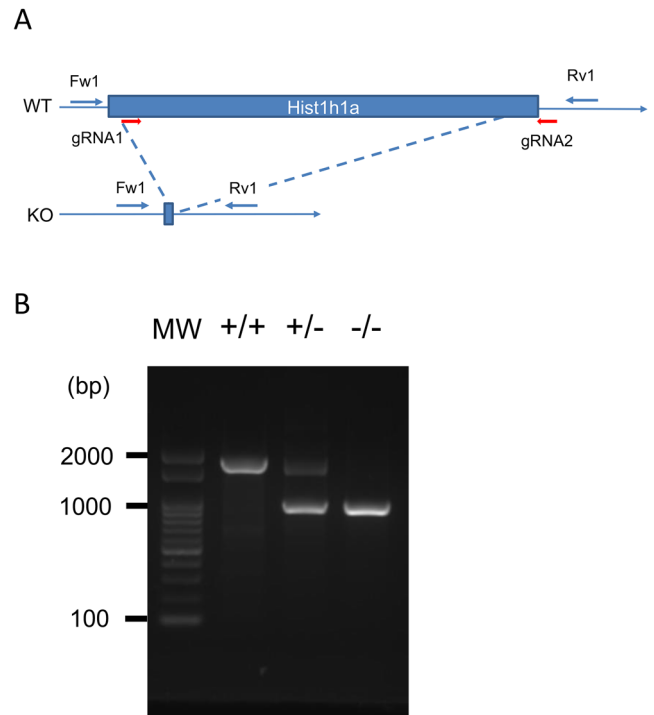 A
Fw1
Rv1
WT
Hist1h1a
gRNA1
gRNA2
Fw1
Rv1
KO
B
MW +/+ +/- -/-
(bp)
2000
1000
100